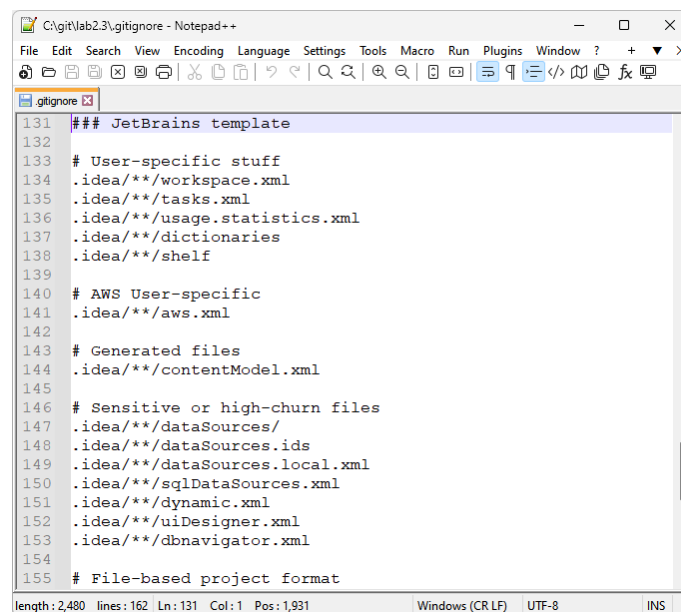 C:\git\lab2.3\.gitignore - Notepad++
File Edit Search View Encoding Language Settings Tools Macro Run Plugins Window ? + ▼ X
.gitignore
131 ### JetBrains template
132
133 # User-specific stuff
134 .idea/**/workspace.xml
135 .idea/**/tasks.xml
136 .idea/**/usage.statistics.xml
137 .idea/**/dictionaries
138 .idea/**/shelf
139
140 # AWS User-specific
141 .idea/**/aws.xml
142
143 # Generated files
144 .idea/**/contentModel.xml
145
146 # Sensitive or high-churn files
147 .idea/**/dataSources/
148 .idea/**/dataSources.ids
149 .idea/**/dataSources.local.xml
150 .idea/**/sqlDataSources.xml
151 .idea/**/dynamic.xml
152 .idea/**/uiDesigner.xml
153 .idea/**/dbnavigator.xml
154
155 # File-based project format
length : 2,480 lines : 162 Ln : 131 Col : 1 Pos : 1,931 Windows (CR LF) UTF-8 INS